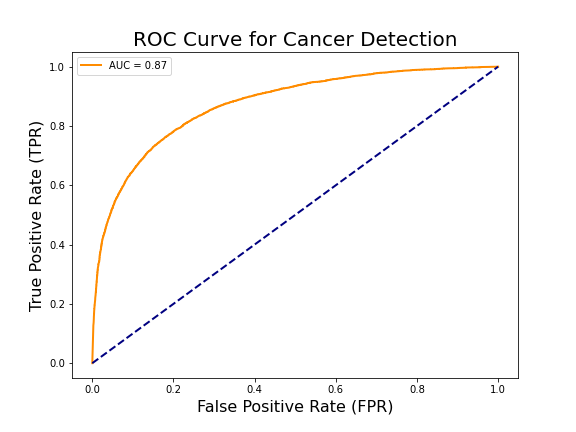 ROC Curve for Cancer Detection
AUC = 0.87
True Positive Rate (TPR)
1.0
0.8
0.6
0.4
0.2
0.0
0.0 0.2 0.4 0.6 0.8 1.0
False Positive Rate (FPR)